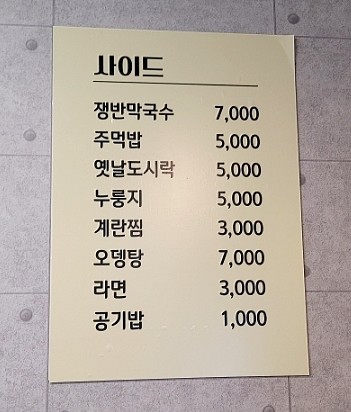 사이드
쟁반막국수 7,000
주먹밥 5,000
옛날도시락 5,000
누룽지 5,000
계란찜 3,000
오뎅탕 7,000
라면 3,000
공기밥 1,000